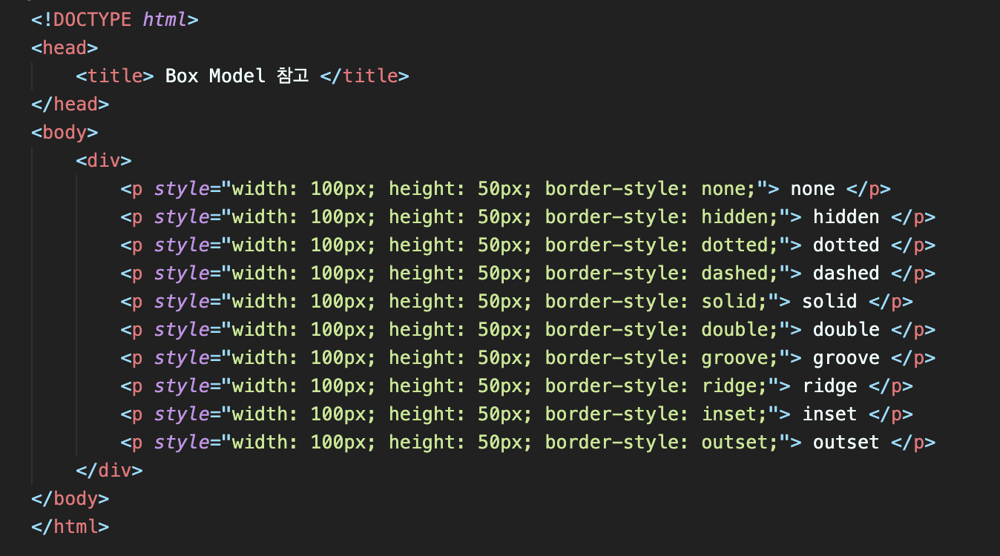 <!DOCTYPE html>
<head>
    <title> Box Model 참고 </title>
</head>
<body>
    <div>
        <p style="width: 100px; height: 50px; border-style: none;"> none </p>
        <p style="width: 100px; height: 50px; border-style: hidden;"> hidden </p>
        <p style="width: 100px; height: 50px; border-style: dotted;"> dotted </p>
        <p style="width: 100px; height: 50px; border-style: dashed;"> dashed </p>
        <p style="width: 100px; height: 50px; border-style: solid;"> solid </p>
        <p style="width: 100px; height: 50px; border-style: double;"> double </p>
        <p style="width: 100px; height: 50px; border-style: groove;"> groove </p>
        <p style="width: 100px; height: 50px; border-style: ridge;"> ridge </p>
        <p style="width: 100px; height: 50px; border-style: inset;"> inset </p>
        <p style="width: 100px; height: 50px; border-style: outset;"> outset </p>
    </div>
</body>
</html>